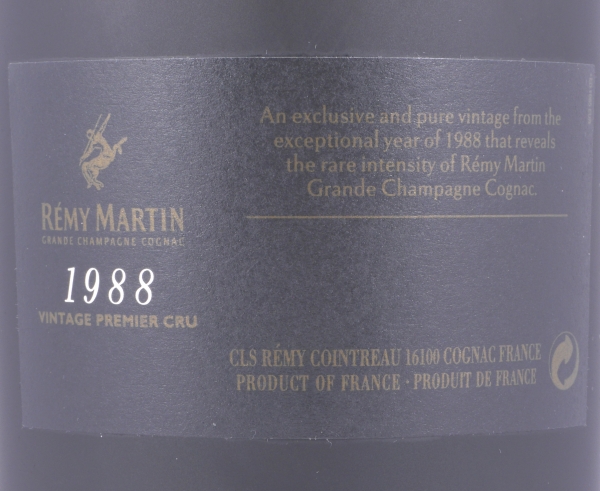 RÉMY MARTIN
GRANDE CHAMPAGNE COGNAC
1988
VINTAGE PREMIER CRU
An exclusive and pure vintage from the
exceptional year of 1988 that reveals
the rare intensity of Rémy Martin
Grande Champagne Cognac.
CLS RÉMY COINTREAU 16100 COGNAC FRANCE
PRODUCT OF FRANCE · PRODUIT DE FRANCE